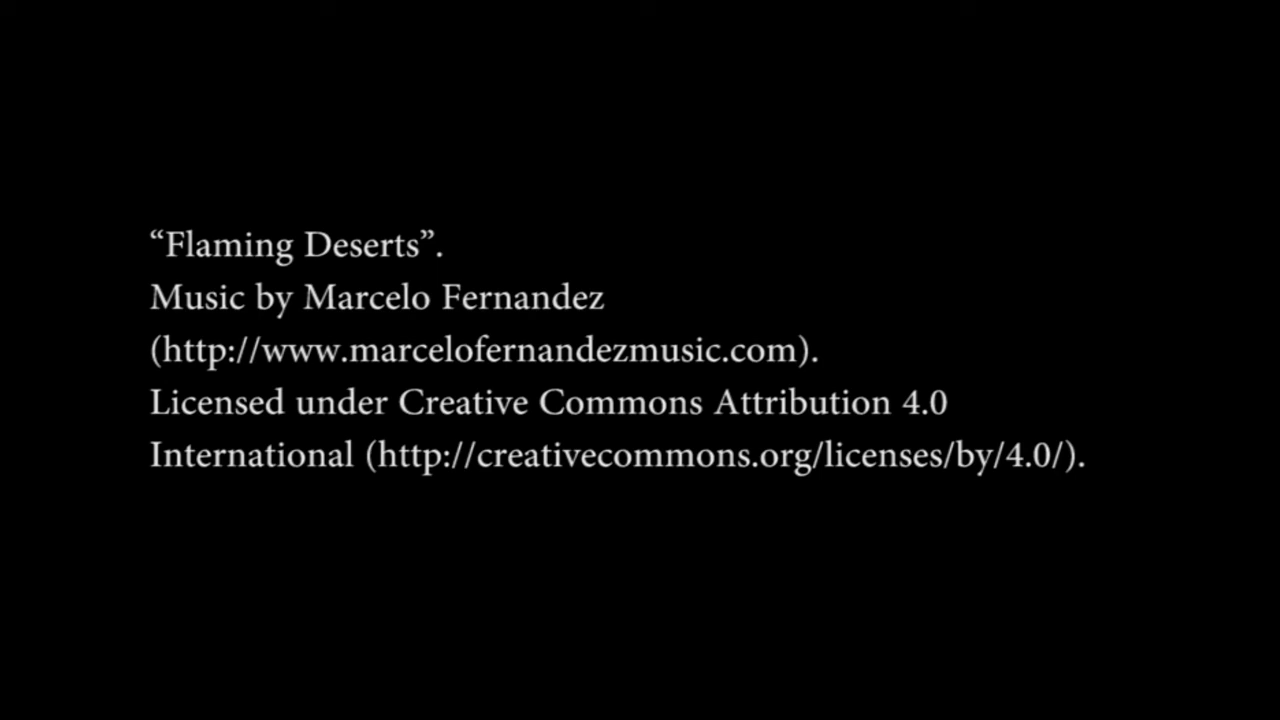 “Flaming Deserts”.
Music by Marcelo Fernandez
(http://www.marcelofernandezmusic.com).
Licensed under Creative Commons Attribution 4.0
International (http://creativecommons.org/licenses/by/4.0/).